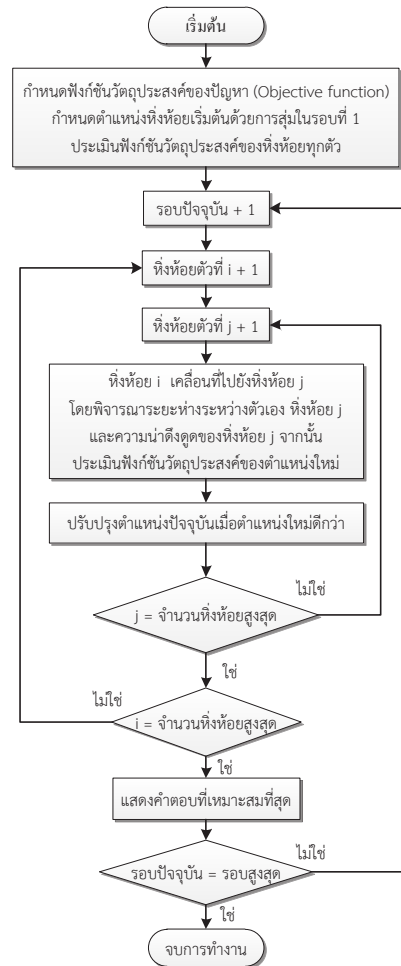 เริ่มต้น
กำหนดฟังก์ชันวัตถุประสงค์ของปัญหา (Objective function)
กำหนดตำแหน่งหิ่งห้อยเริ่มต้นด้วยการสุ่มในรอบที่ 1
ประเมินฟังก์ชันวัตถุประสงค์ของหิ่งห้อยทุกตัว
รอบปัจจุบัน + 1
หิ่งห้อยตัวที่ i + 1
หิ่งห้อยตัวที่ j + 1
หิ่งห้อย i เคลื่อนที่ไปยังหิ่งห้อย j
โดยพิจารณาระยะห่างระหว่างตัวเอง หิ่งห้อย j
และความน่าดึงดูดของหิ่งห้อย j จากนั้น
ประเมินฟังก์ชันวัตถุประสงค์ของตำแหน่งใหม่
ปรับปรุงตำแหน่งปัจจุบันเมื่อตำแหน่งใหม่ดีกว่า
ไม่ใช่
j = จำนวนหิ่งห้อยสูงสุด
ใช่
ไม่ใช่
i = จำนวนหิ่งห้อยสูงสุด
ใช่
แสดงคำตอบที่เหมาะสมที่สุด
ไม่ใช่
รอบปัจจุบัน = รอบสูงสุด
ใช่
จบการทำงาน